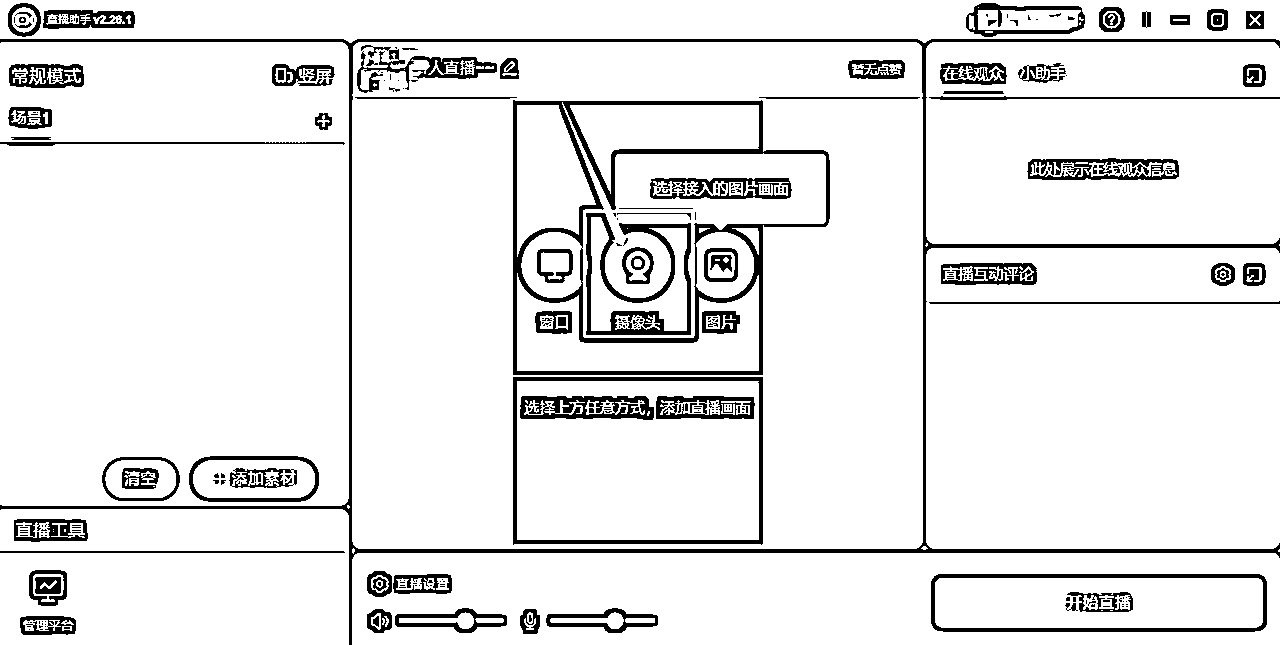 直播助手 v2.26.1
常规模式
竖屏
场景1
人直播一
暂无点赞
在线观众 小助手
此处展示在线观众信息
选择接入的图片画面
窗口 摄像头 图片
选择上方任意方式，添加直播画面
直播互动评论
清空
添加素材
直播工具
管理平台
直播设置
开始直播